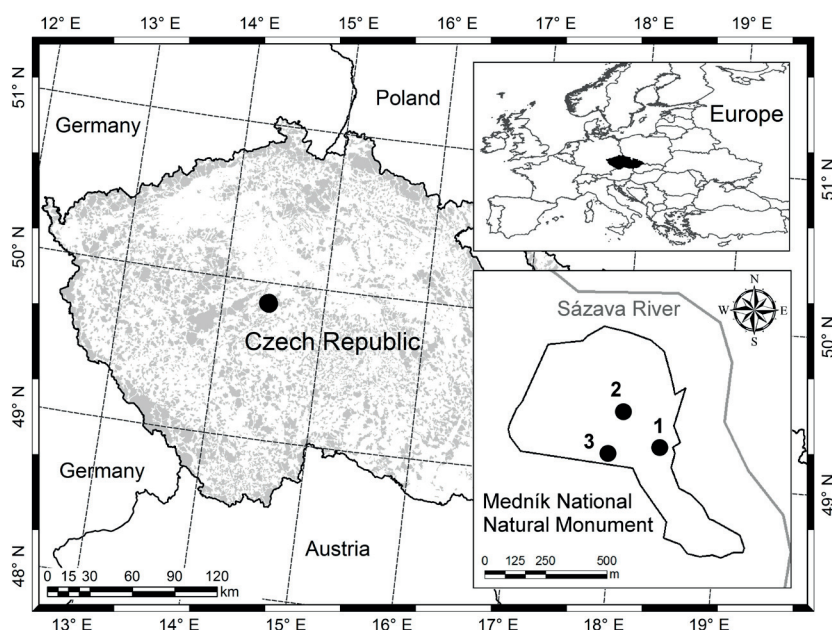 12° E 13° E 14° E 15° E 16° E 17° E 18° E 19° E
51° N
50° N
49° N
48° N
Germany
Poland
Czech Republic
Germany
Austria
0 15 30 60 90 120
km
Europe
Sázava River
N
W E
S
2
1
3
Medník National
Natural Monument
0 125 250 500
m
51° N
50° N
49° N
13° E 14° E 15° E 16° E 17° E 18° E 19° E